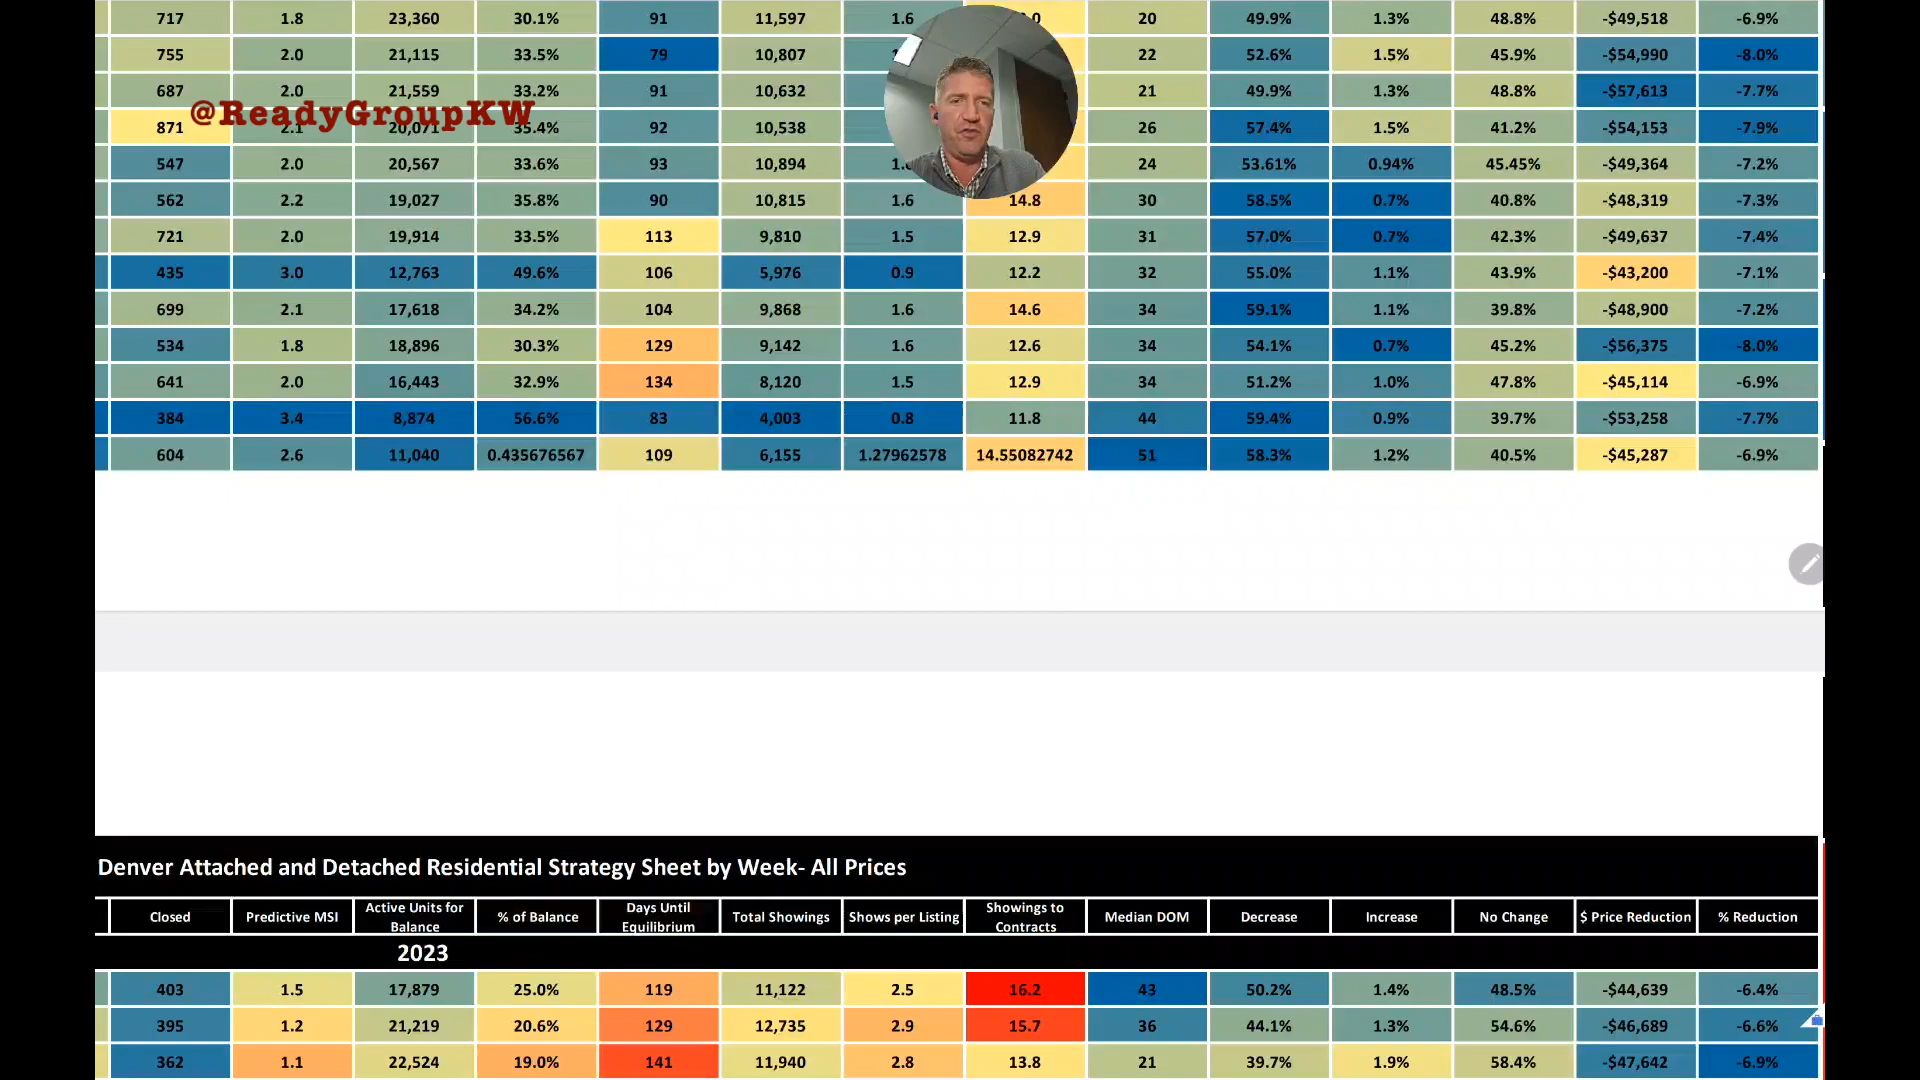 717 1.8 23,360 30.1% 91 11,597 1.6 20 49.9% 1.3% 48.8% -$49,518 -6.9%
755 2.0 21,115 33.5% 79 10,807 22 52.6% 1.5% 45.9% -$54,990 -8.0%
687 2.0 21,559 33.2% 91 10,632 21 49.9% 1.3% 48.8% -$57,613 -7.7%
@ReadyGroupKW
871 2.1 20,071 35.4% 92 10,538 26 57.4% 1.5% 41.2% -$54,153 -7.9%
547 2.0 20,567 33.6% 93 10,894 24 53.61% 0.94% 45.45% -$49,364 -7.2%
562 2.2 19,027 35.8% 90 10,815 1.6 14.8 30 58.5% 0.7% 40.8% -$48,319 -7.3%
721 2.0 19,914 33.5% 113 9,810 1.5 12.9 31 57.0% 0.7% 42.3% -$49,637 -7.4%
435 3.0 12,763 49.6% 106 5,976 0.9 12.2 32 55.0% 1.1% 43.9% -$43,200 -7.1%
699 2.1 17,618 34.2% 104 9,868 1.6 14.6 34 59.1% 1.1% 39.8% -$48,900 -7.2%
534 1.8 18,896 30.3% 129 9,142 1.6 12.6 34 54.1% 0.7% 45.2% -$56,375 -8.0%
641 2.0 16,443 32.9% 134 8,120 1.5 12.9 34 51.2% 1.0% 47.8% -$45,114 -6.9%
384 3.4 8,874 56.6% 83 4,003 0.8 11.8 44 59.4% 0.9% 39.7% -$53,258 -7.7%
604 2.6 11,040 0.435676567 109 6,155 1.27962578 14.55082742 51 58.3% 1.2% 40.5% -$45,287 -6.9%
Denver Attached and Detached Residential Strategy Sheet by Week- All Prices
Closed Predictive MSI Active Units for Balance % of Balance Days Until Equilibrium Total Showings Shows per Listing Showings to Contracts Median DOM Decrease Increase No Change $ Price Reduction % Reduction
2023
403 1.5 17,879 25.0% 119 11,122 2.5 16.2 43 50.2% 1.4% 48.5% -$44,639 -6.4%
395 1.2 21,219 20.6% 129 12,735 2.9 15.7 36 44.1% 1.3% 54.6% -$46,689 -6.6%
362 1.1 22,524 19.0% 141 11,940 2.8 13.8 21 39.7% 1.9% 58.4% -$47,642 -6.9%